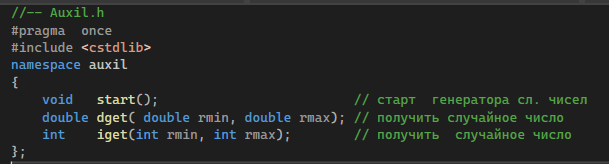 //-- Auxil.h
#pragma  once
#include <cstdlib>
namespace auxil
{
    void   start();                        // старт  генератора сл. чисел
    double dget( double rmin, double rmax); // получить случайное число
    int    iget(int rmin, int rmax);        // получить  случайное число
};